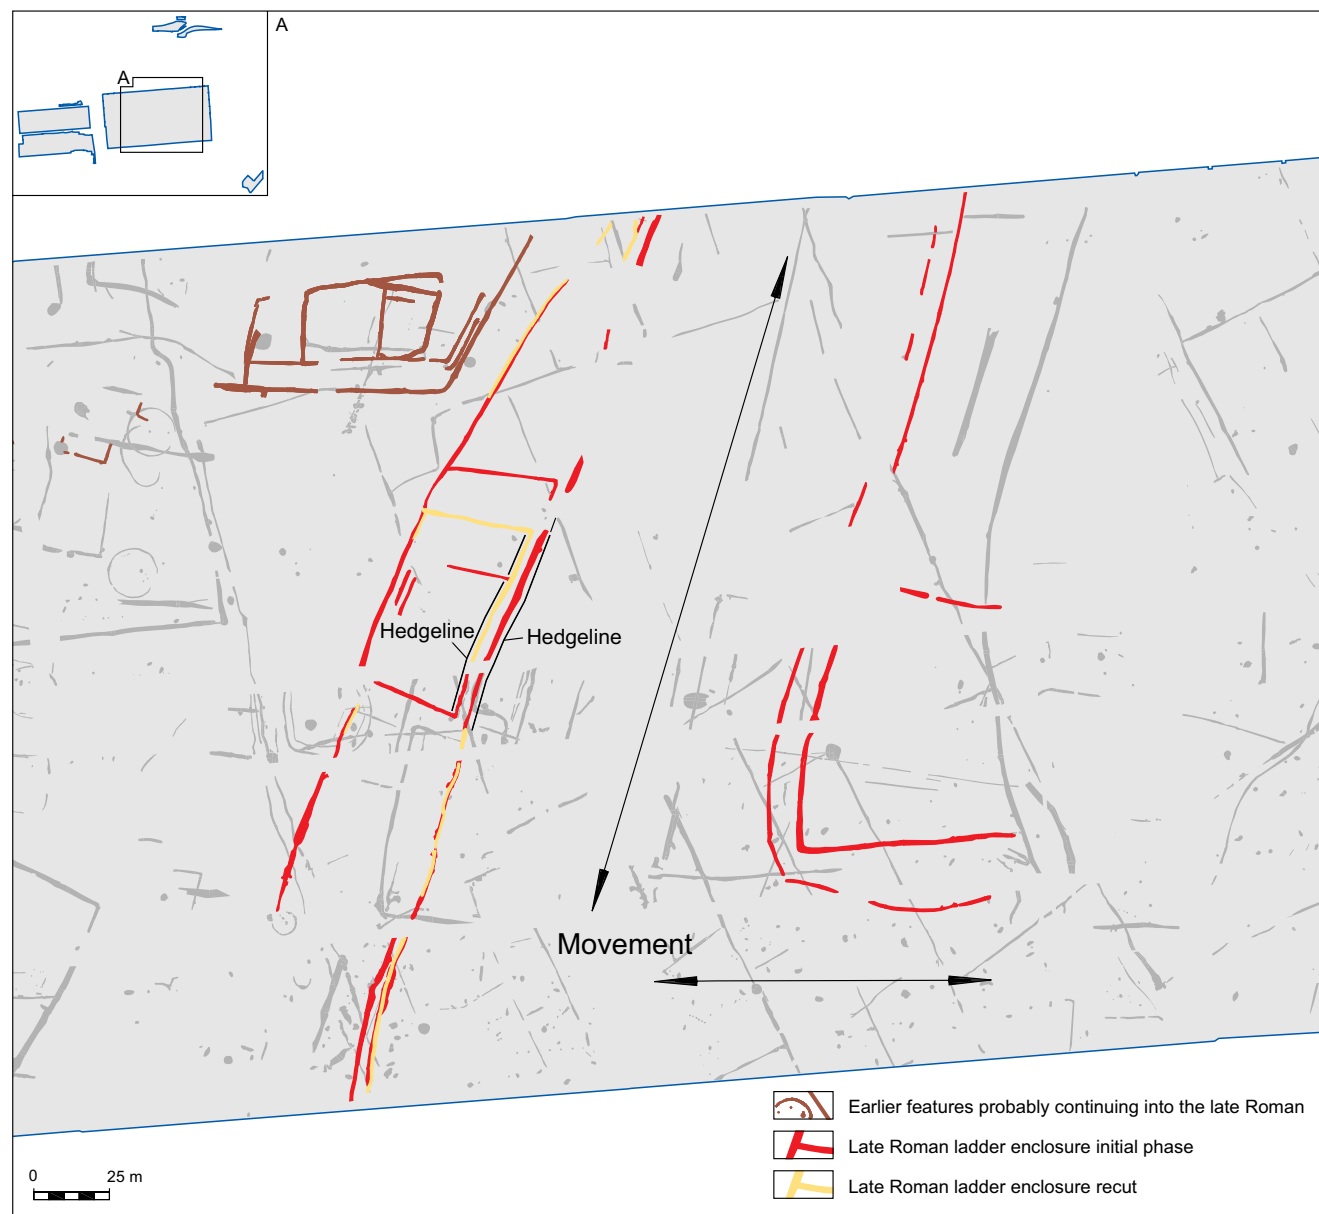 A
A
Hedgeline
Hedgeline
Movement
Earlier features probably continuing into the late Roman
Late Roman ladder enclosure initial phase
Late Roman ladder enclosure recut
0 25 m